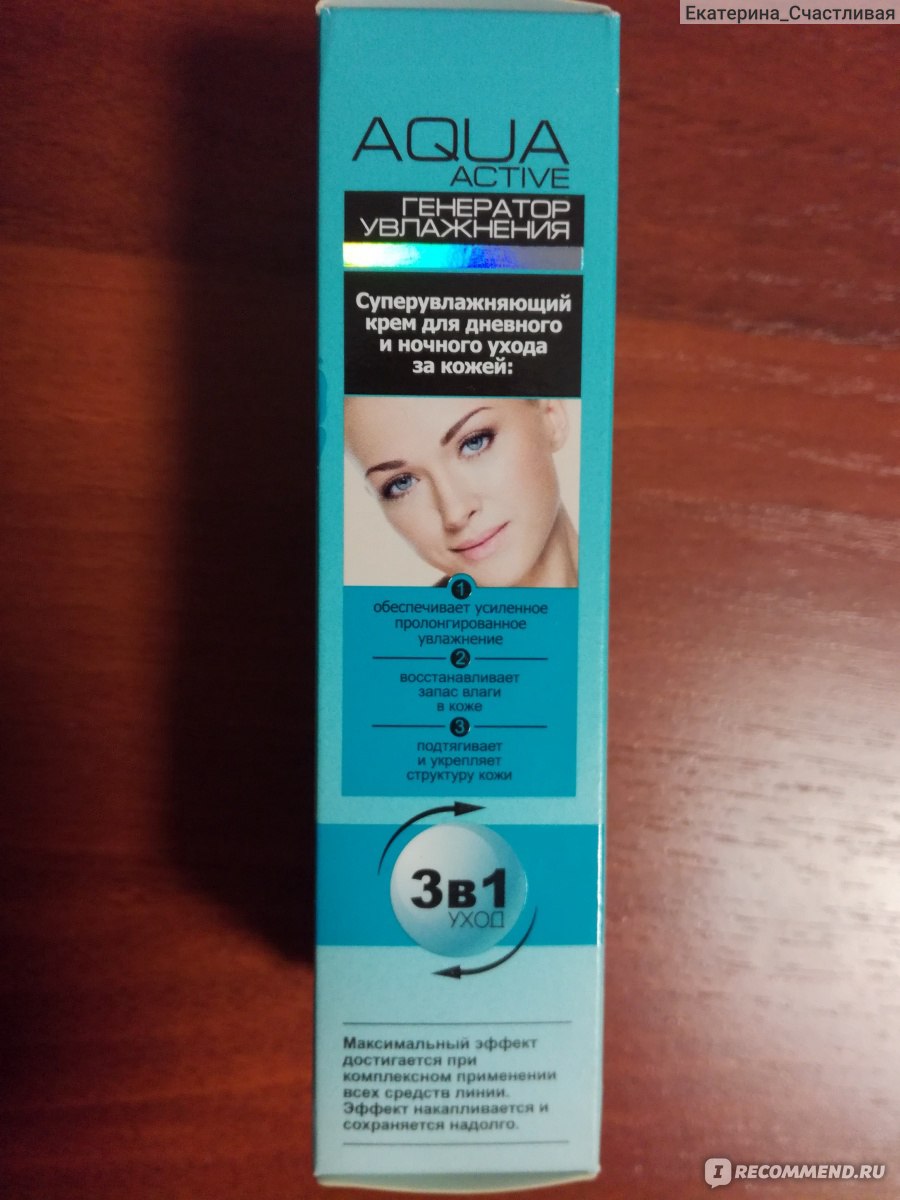 Екатерина_Счастливая
AQUA
ACTIVE
ГЕНЕРАТОР
УВЛАЖНЕНИЯ
Суперувлажняющий
крем для дневного
и ночного ухода
за кожей:
1
обеспечивает усиленное
пролонгированное
увлажнение
2
восстанавливает
запас влаги
в коже
3
подтягивает
и укрепляет
структуру кожи
3в1
УХОД
Максимальный эффект
достигается при
комплексном применении
всех средств линии.
Эффект накапливается и
сохраняется надолго.
I RECOMMEND.RU